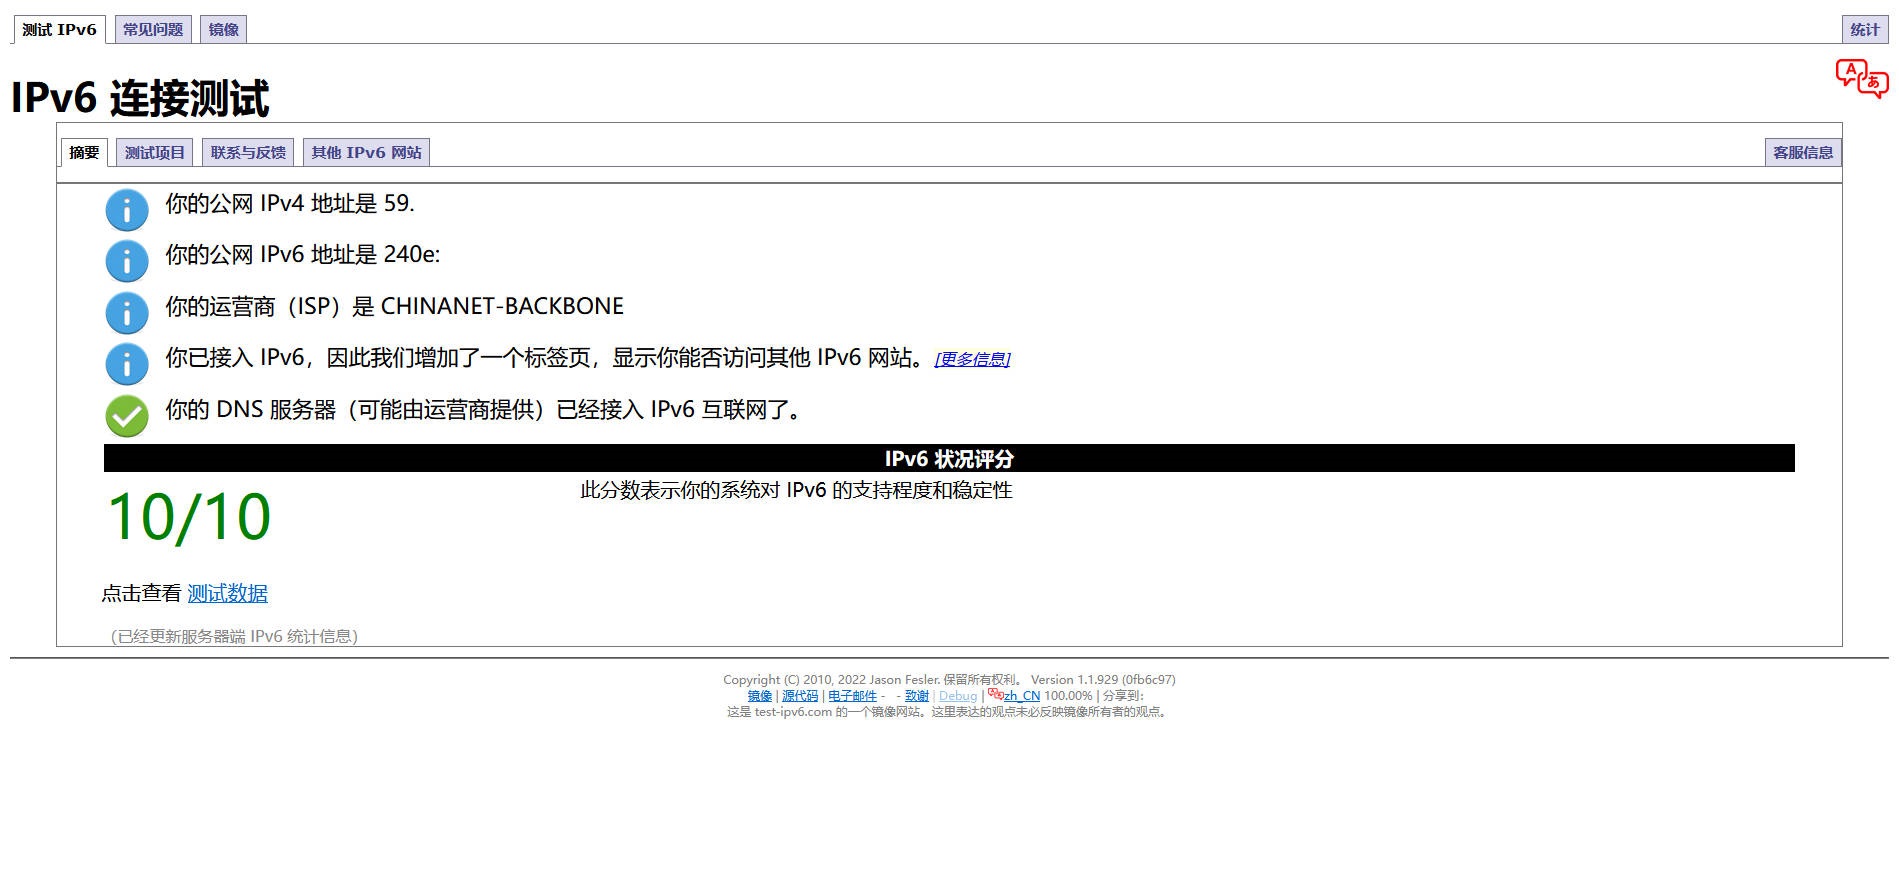 测试 IPv6 常见问题 镜像 统计
IPv6 连接测试
摘要 测试项目 联系与反馈 其他 IPv6 网站 客服信息
你的公网 IPv4 地址是 59.
你的公网 IPv6 地址是 240e:
你的运营商（ISP）是 CHINANET-BACKBONE
你已接入 IPv6，因此我们增加了一个标签页，显示你能否访问其他 IPv6 网站。[更多信息]
你的 DNS 服务器（可能由运营商提供）已经接入 IPv6 互联网了。
IPv6 状况评分
10/10 此分数表示你的系统对 IPv6 的支持程度和稳定性
点击查看 测试数据
（已经更新服务器端 IPv6 统计信息）
Copyright (C) 2010, 2022 Jason Fesler. 保留所有权利。 Version 1.1.929 (0fb6c97)
镜像 | 源代码 | 电子邮件 - - 致谢 | Debug | zh_CN 100.00% | 分享到：
这是 test-ipv6.com 的一个镜像网站。这里表达的观点未必反映镜像所有者的观点。